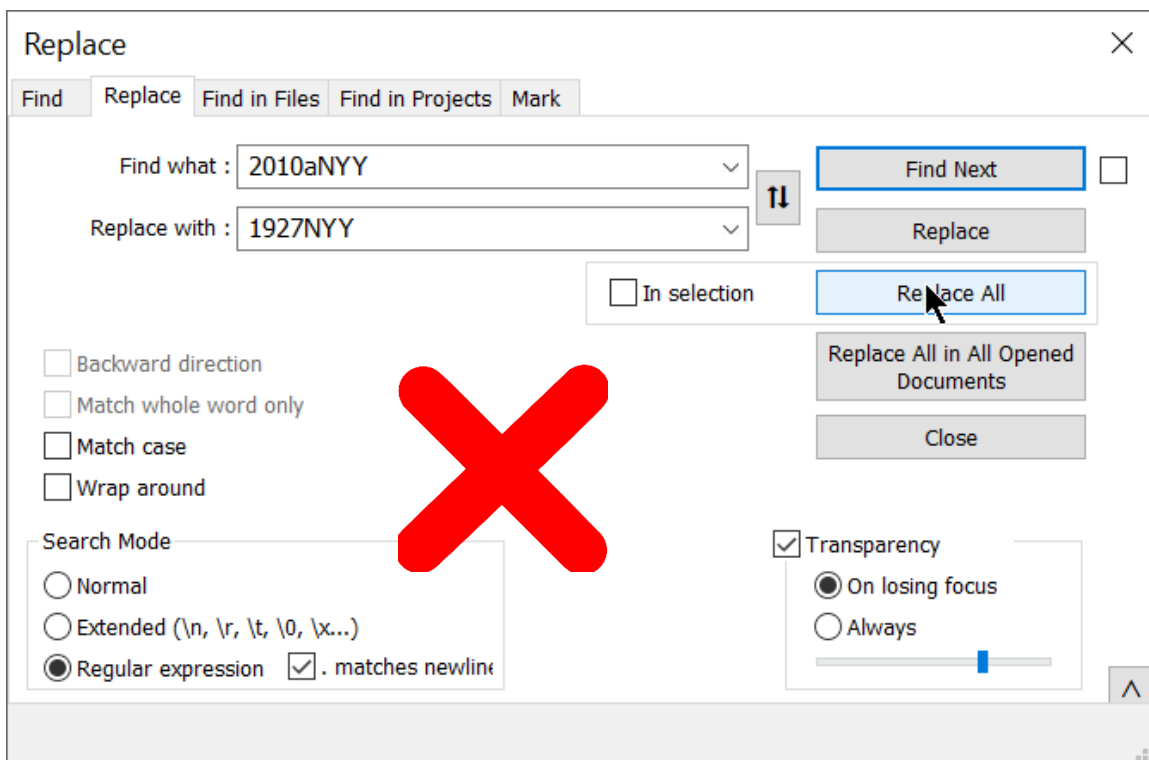 Replace
Find Replace Find in Files Find in Projects Mark
Find what : 2010aNYY Find Next
Replace with : 1927NYY Replace
In selection Replace All
Backward direction Replace All in All Opened
Documents
Match whole word only
Match case Close
Wrap around
Search Mode Transparency
Normal On losing focus
Extended (\n, \r, \t, \0, \x...) Always
Regular expression . matches newline